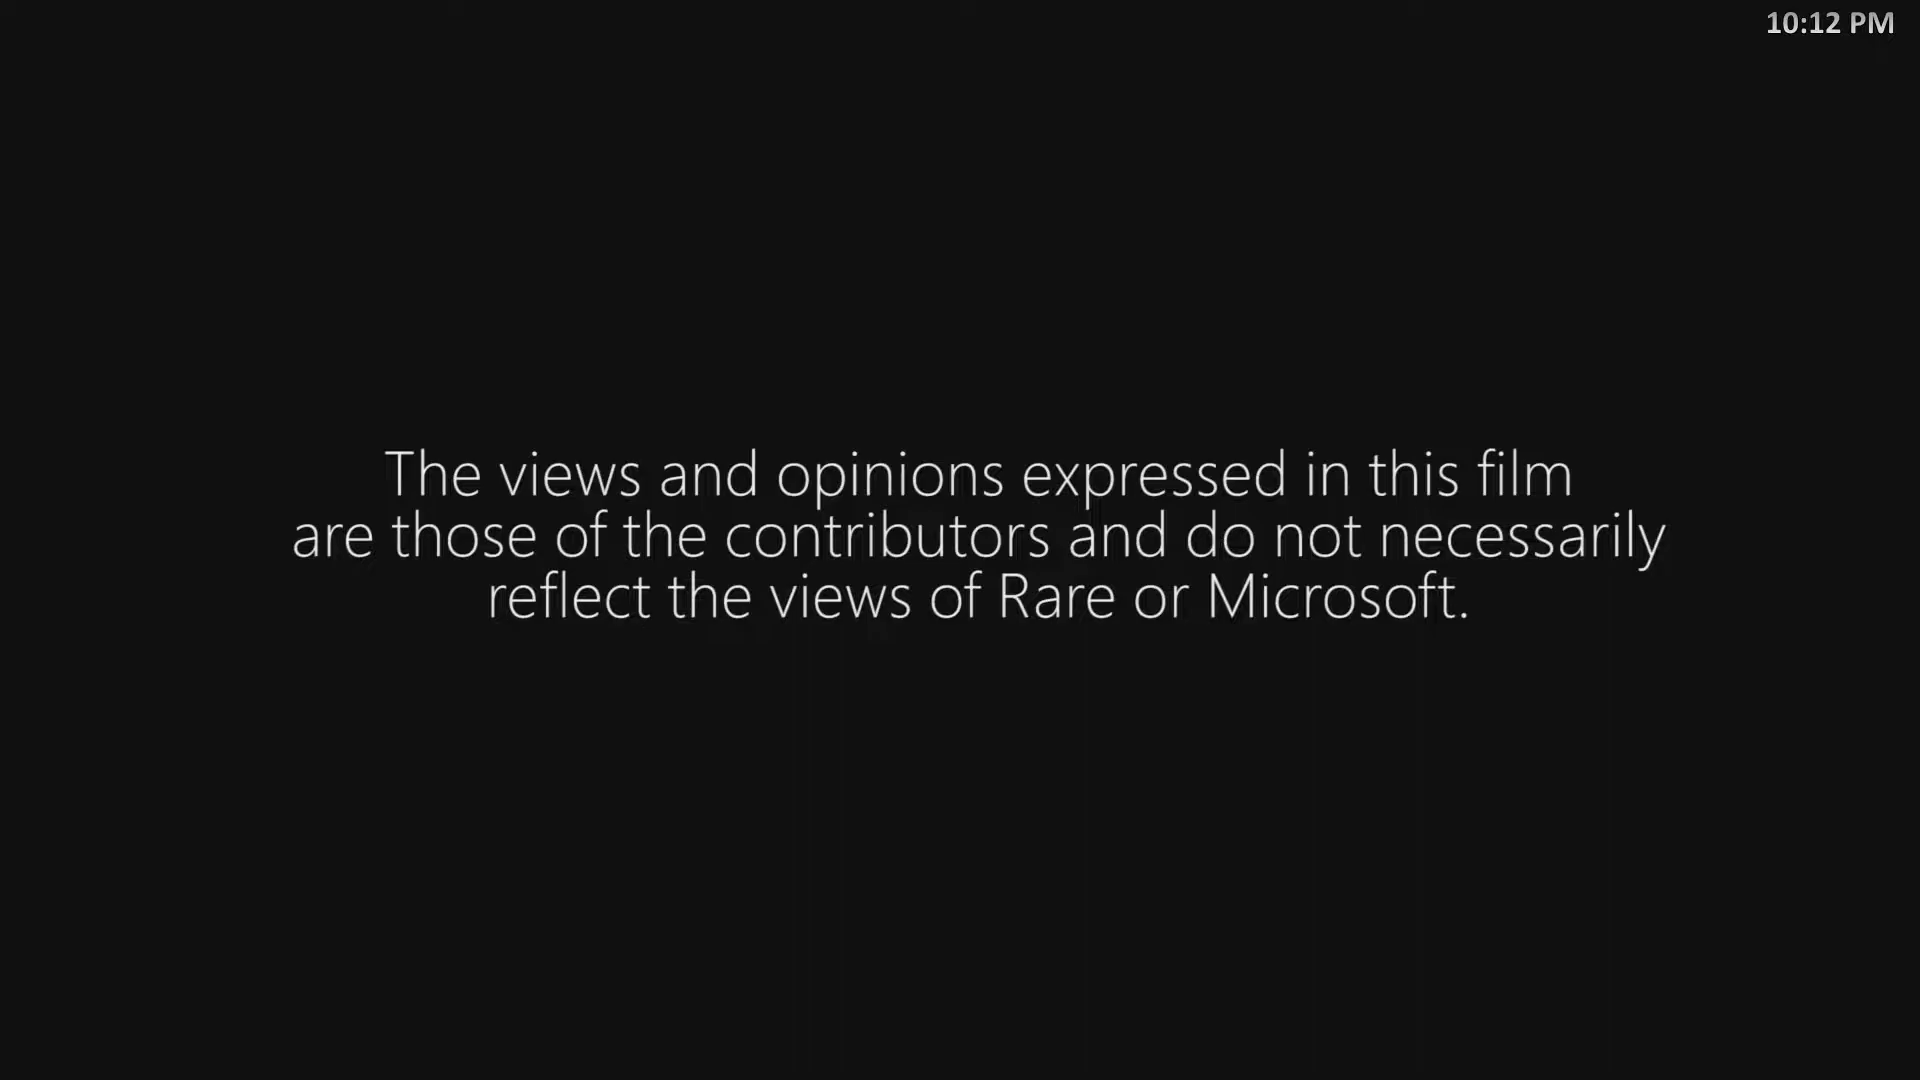 10:12 PM
The views and opinions expressed in this film
are those of the contributors and do not necessarily
reflect the views of Rare or Microsoft.